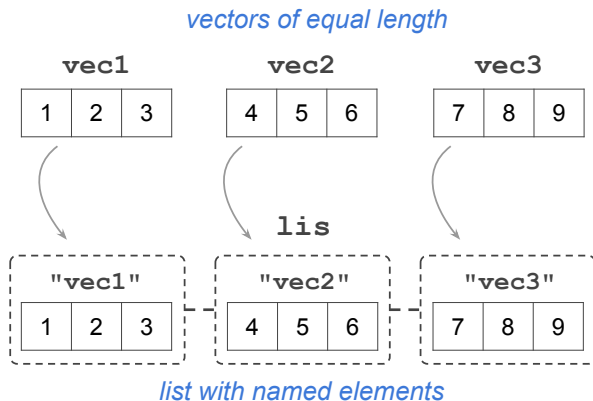 vectors of equal length
vec1 vec2 vec3
1 2 3 4 5 6 7 8 9
lis
"vec1" "vec2" "vec3"
1 2 3 4 5 6 7 8 9
list with named elements